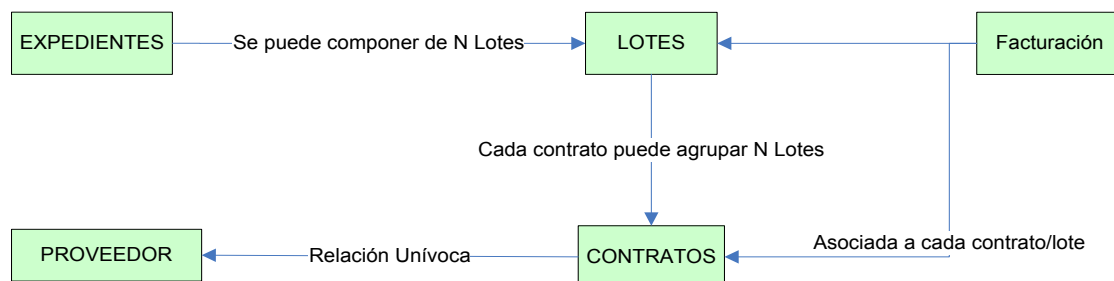 EXPEDIENTES
Se puede componer de N Lotes
LOTES
Facturación
Cada contrato puede agrupar N Lotes
PROVEEDOR
Relación Unívoca
CONTRATOS
Asociada a cada contrato/lote